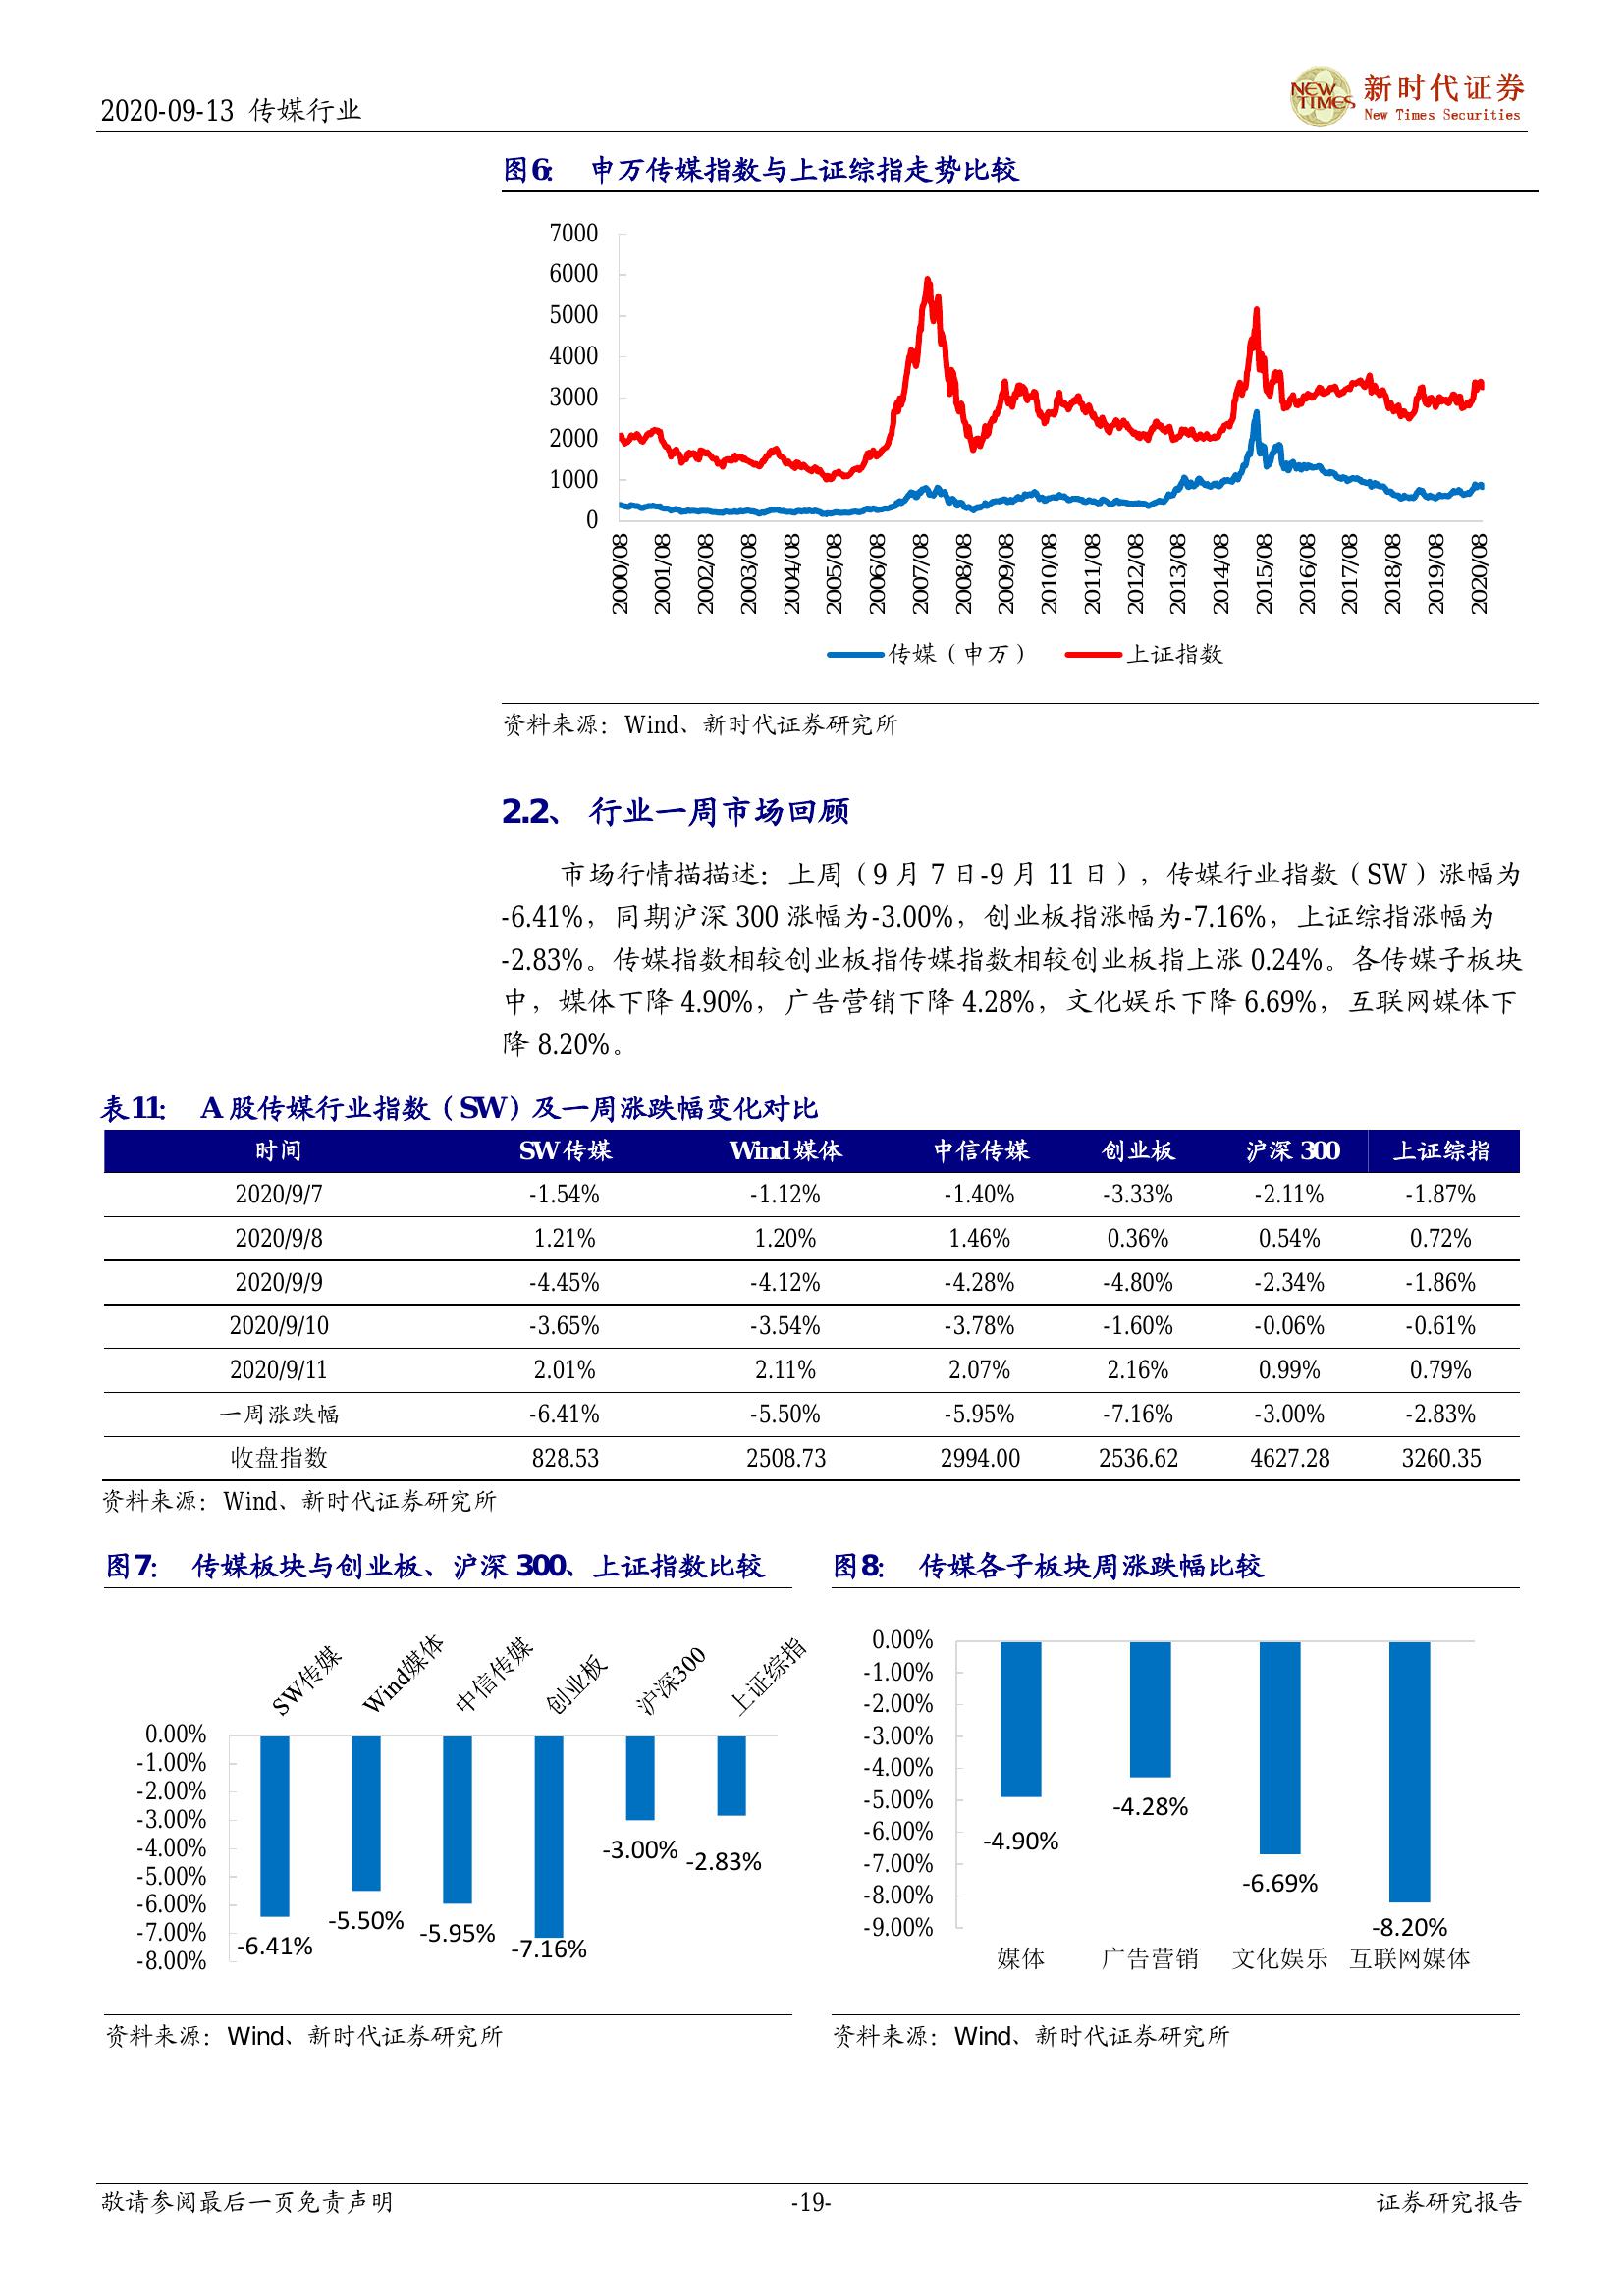 2020-09-13 传媒行业
NEW TIMES 新时代证券
New Times Securities
图6: 申万传媒指数与上证综指走势比较
7000
6000
5000
4000
3000
2000
1000
0
2000/08 2001/08 2002/08 2003/08 2004/08 2005/08 2006/08 2007/08 2008/08 2009/08 2010/08 2011/08 2012/08 2013/08 2014/08 2015/08 2016/08 2017/08 2018/08 2019/08 2020/08
传媒（申万） 上证指数
资料来源：Wind、新时代证券研究所
2.2、 行业一周市场回顾
市场行情描描述：上周（9 月 7 日-9 月 11 日），传媒行业指数（SW）涨幅为
-6.41%，同期沪深 300 涨幅为-3.00%，创业板指涨幅为-7.16%，上证综指涨幅为
-2.83%。传媒指数相较创业板指传媒指数相较创业板指上涨 0.24%。各传媒子板块
中，媒体下降 4.90%，广告营销下降 4.28%，文化娱乐下降 6.69%，互联网媒体下
降 8.20%。
表11: A 股传媒行业指数（SW）及一周涨跌幅变化对比
时间 SW 传媒 Wind 媒体 中信传媒 创业板 沪深 300 上证综指
2020/9/7 -1.54% -1.12% -1.40% -3.33% -2.11% -1.87%
2020/9/8 1.21% 1.20% 1.46% 0.36% 0.54% 0.72%
2020/9/9 -4.45% -4.12% -4.28% -4.80% -2.34% -1.86%
2020/9/10 -3.65% -3.54% -3.78% -1.60% -0.06% -0.61%
2020/9/11 2.01% 2.11% 2.07% 2.16% 0.99% 0.79%
一周涨跌幅 -6.41% -5.50% -5.95% -7.16% -3.00% -2.83%
收盘指数 828.53 2508.73 2994.00 2536.62 4627.28 3260.35
资料来源：Wind、新时代证券研究所
图7: 传媒板块与创业板、沪深 300、上证指数比较
SW传媒 Wind媒体 中信传媒 创业板 沪深300 上证综指
0.00%
-1.00%
-2.00%
-3.00%
-4.00%
-5.00%
-6.00%
-7.00%
-8.00%
-6.41% -5.50% -5.95% -7.16% -3.00% -2.83%
资料来源：Wind、新时代证券研究所
图8: 传媒各子板块周涨跌幅比较
0.00%
-1.00%
-2.00%
-3.00%
-4.00%
-5.00%
-6.00%
-7.00%
-8.00%
-9.00%
-4.90% -4.28% -6.69% -8.20%
媒体 广告营销 文化娱乐 互联网媒体
资料来源：Wind、新时代证券研究所
敬请参阅最后一页免责声明 -19- 证券研究报告